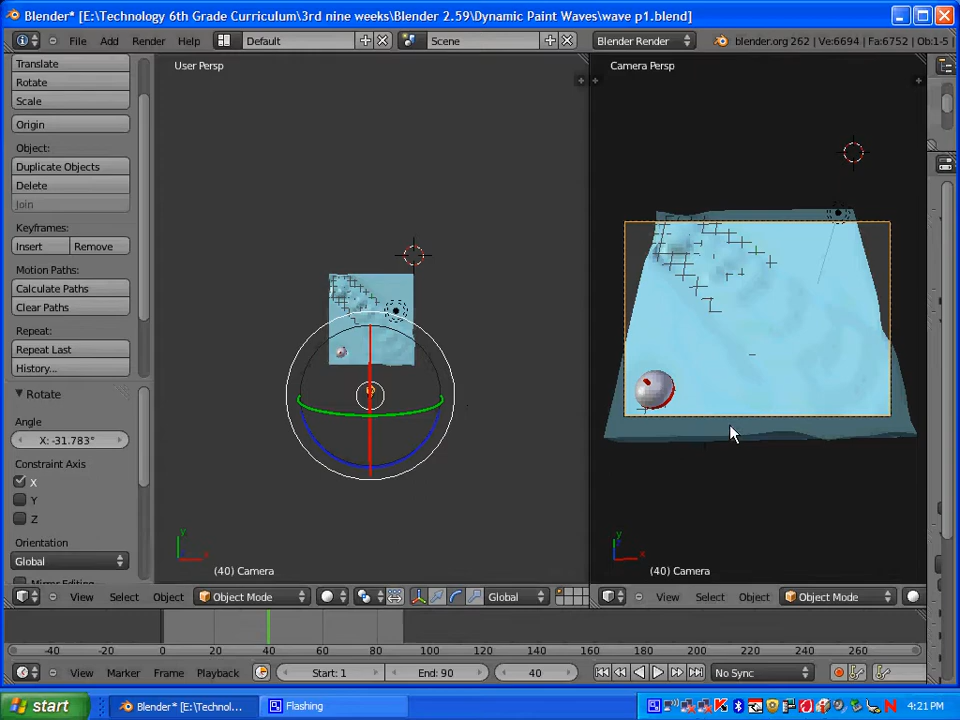 Blender* [E:\Technology 6th Grade Curriculum\3rd nine weeks\Blender 2.59\Dynamic Paint Waves\wave p1.blend]
File Add Render Help Default Scene Blender Render blender.org 262 | Ve:6694 | Fa:6752 | Ob:1-5 |
Translate
Rotate
Scale
Origin
Object:
Duplicate Objects
Delete
Join
Keyframes:
Insert Remove
Motion Paths:
Calculate Paths
Clear Paths
Repeat:
Repeat Last
History...
Rotate
Angle
X: -31.783°
Constraint Axis
X
Y
Z
Orientation
Global
User Persp
y
x
(40) Camera
Camera Persp
y
x
(40) Camera
View Select Object Object Mode Global
View Select Object Object Mode
-40 -20 0 20 40 60 80 100 120 140 160 180 200 220 240 260
View Marker Frame Playback Start: 1 End: 90 40 No Sync
start Blender* [E:\Technol... Flashing 4:21 PM